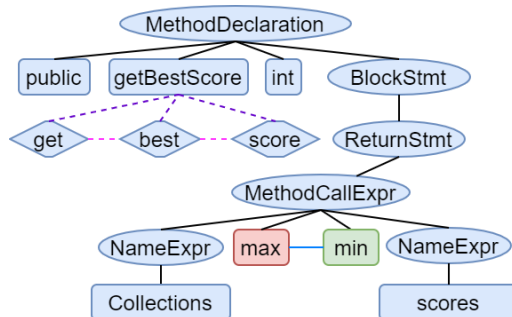 MethodDeclaration
public getBestScore int BlockStmt
get best score ReturnStmt
MethodCallExpr
NameExpr max min NameExpr
Collections scores